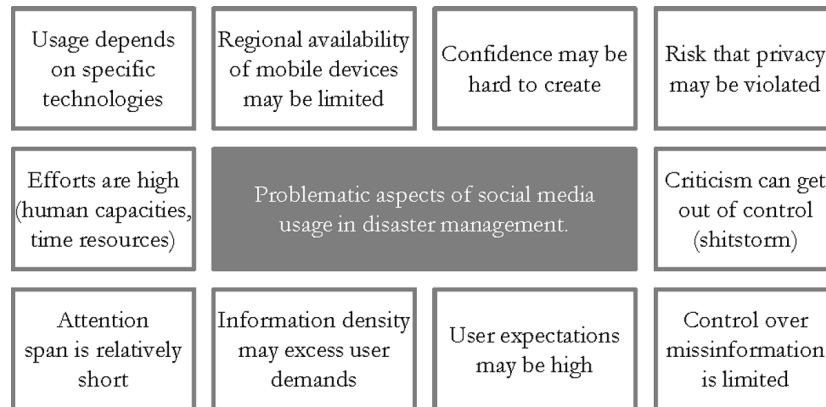 Usage depends
on specific
technologies
Regional availability
of mobile devices
may be limited
Confidence may be
hard to create
Risk that privacy
may be violated
Efforts are high
(human capacities,
time resources)
Problematic aspects of social media
usage in disaster management.
Criticism can get
out of control
(shitstorm)
Attention
span is relatively
short
Information density
may excess user
demands
User expectations
may be high
Control over
missinformation
is limited